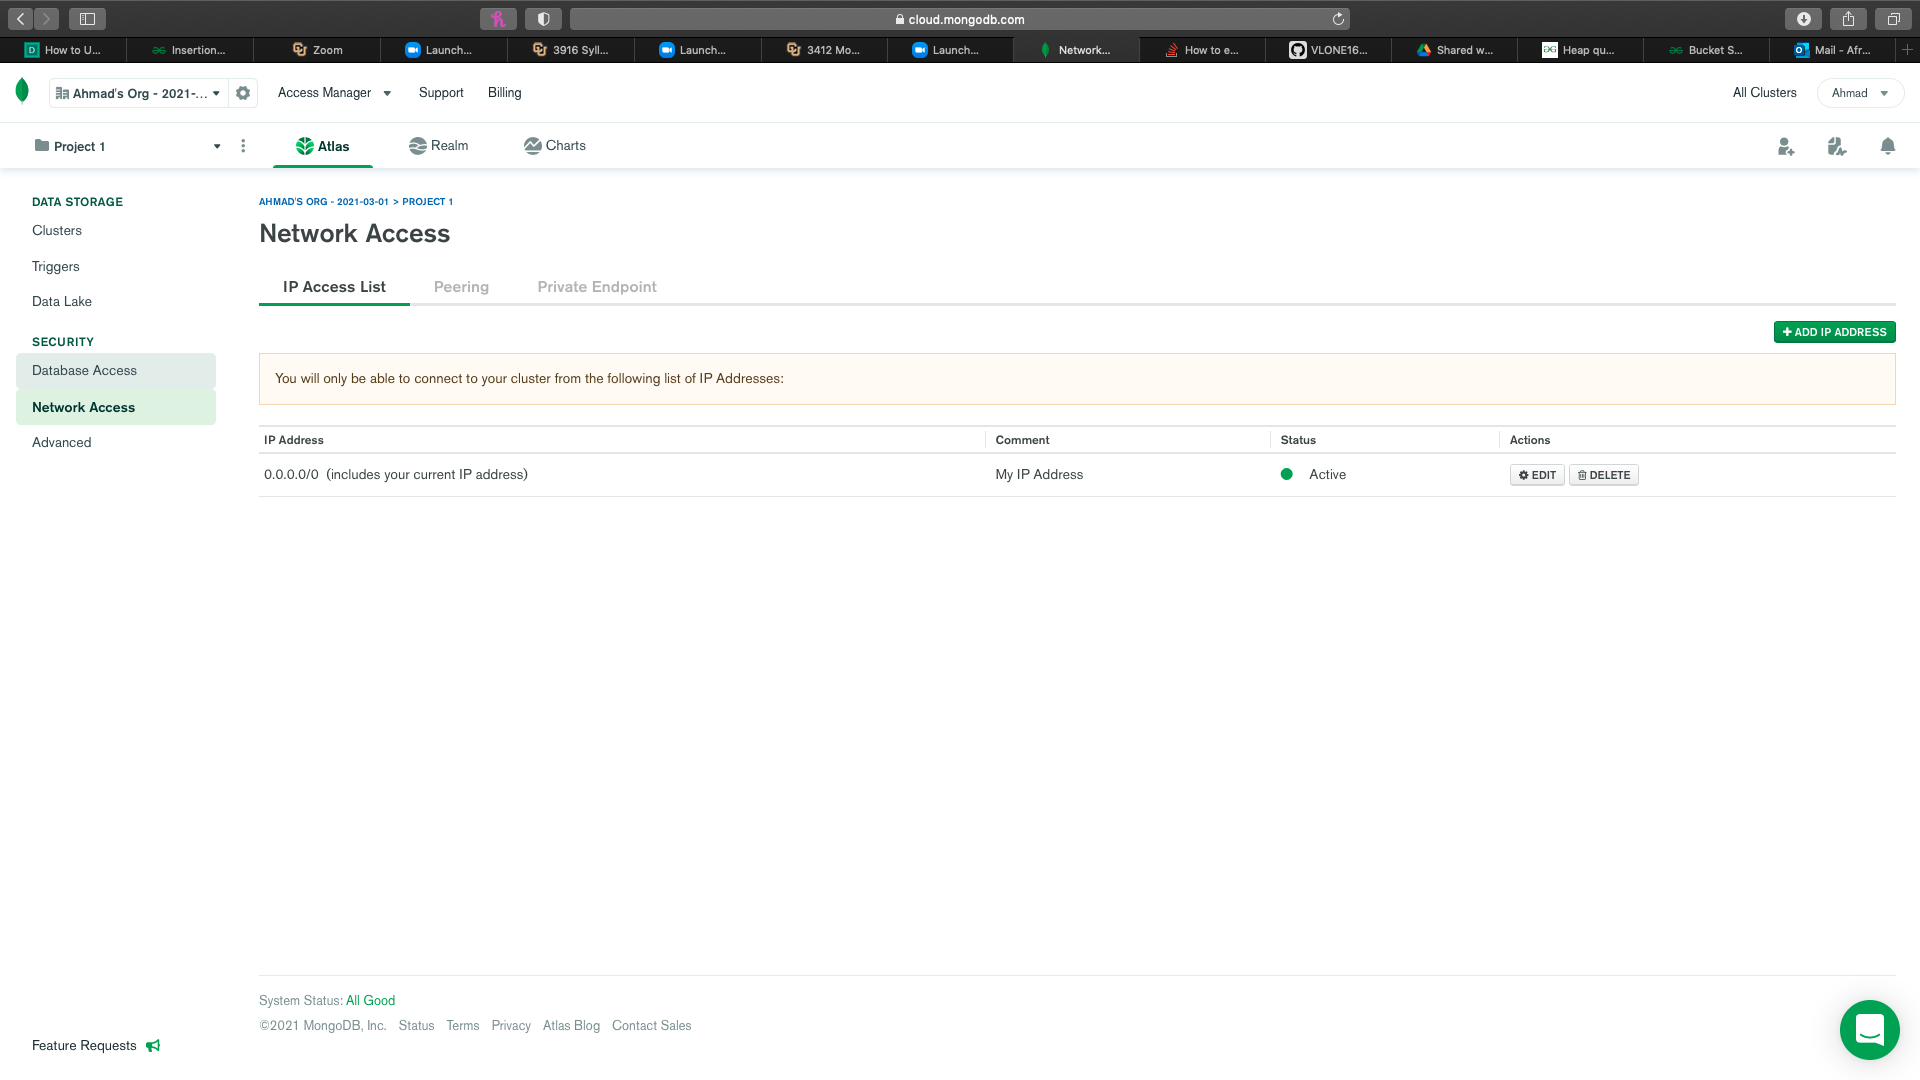 cloud.mongodb.com
How to U...
Insertion...
Zoom
Launch...
3916 Syll...
Launch...
3412 Mo...
Launch...
Network...
How to e...
VLONE16...
Shared w...
Heap qu...
Bucket S...
Mail - Afr...
Ahmad's Org - 2021-...
Access Manager
Support
Billing
All Clusters
Ahmad
Project 1
Atlas
Realm
Charts
DATA STORAGE
Clusters
Triggers
Data Lake
SECURITY
Database Access
Network Access
Advanced
AHMAD'S ORG - 2021-03-01 > PROJECT 1
Network Access
IP Access List
Peering
Private Endpoint
ADD IP ADDRESS
You will only be able to connect to your cluster from the following list of IP Addresses:
IP Address Comment Status Actions
0.0.0.0/0 (includes your current IP address) My IP Address Active EDIT DELETE
System Status: All Good
©2021 MongoDB, Inc. Status Terms Privacy Atlas Blog Contact Sales
Feature Requests